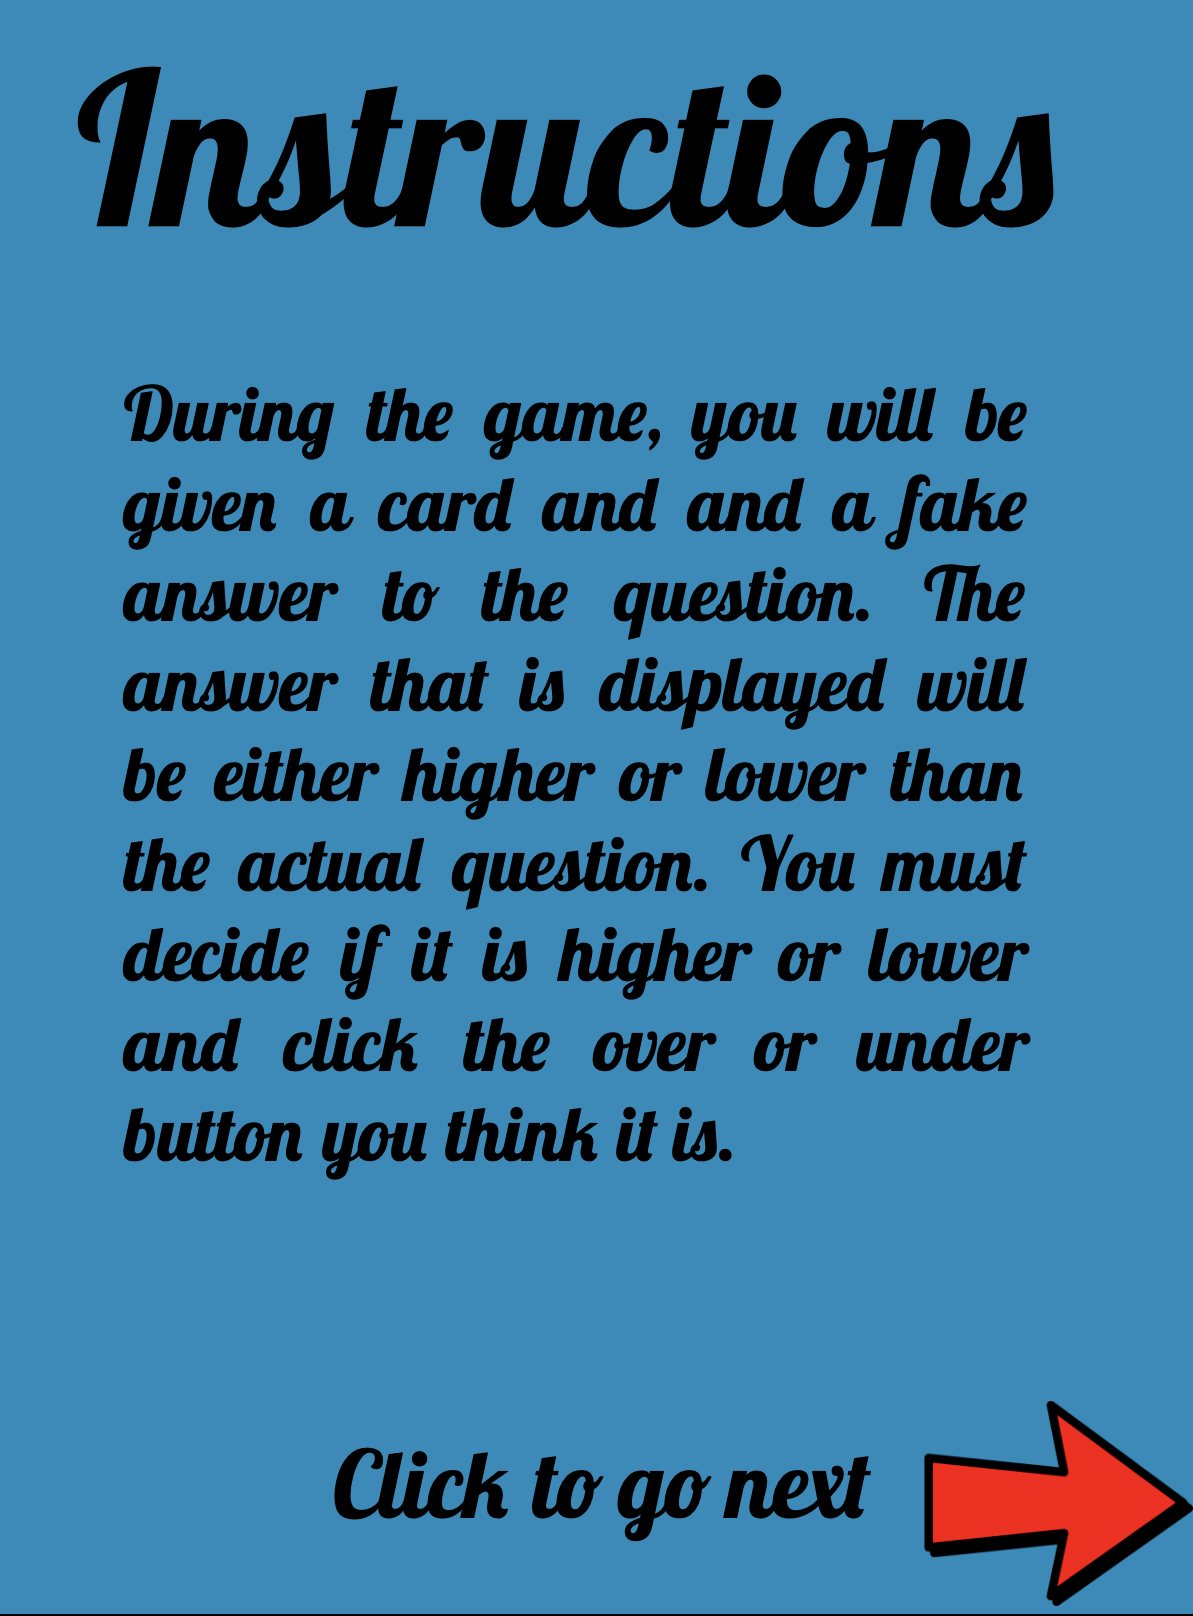 Instructions
During the game, you will be
given a card and and a fake
answer to the question. The
answer that is displayed will
be either higher or lower than
the actual question. You must
decide if it is higher or lower
and click the over or under
button you think it is.
Click to go next